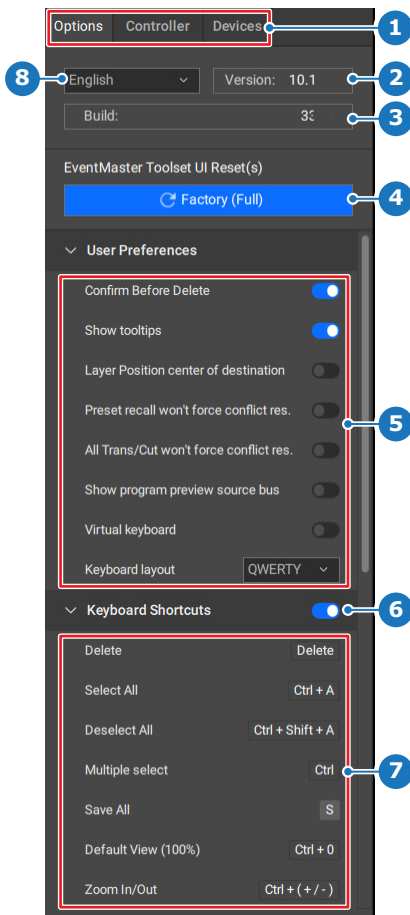 Options Controller Devices 1
8 English Version: 10.1 2
Build: 3
EventMaster Toolset UI Reset(s)
Factory (Full) 4
User Preferences
Confirm Before Delete
Show tooltips
Layer Position center of destination
Preset recall won't force conflict res.
5
All Trans/Cut won't force conflict res.
Show program preview source bus
Virtual keyboard
Keyboard layout QWERTY
Keyboard Shortcuts 6
Delete Delete
Select All Ctrl + A
Deselect All Ctrl + Shift + A
Multiple select Ctrl 7
Save All S
Default View (100%) Ctrl + 0
Zoom In/Out Ctrl + ( + / - )